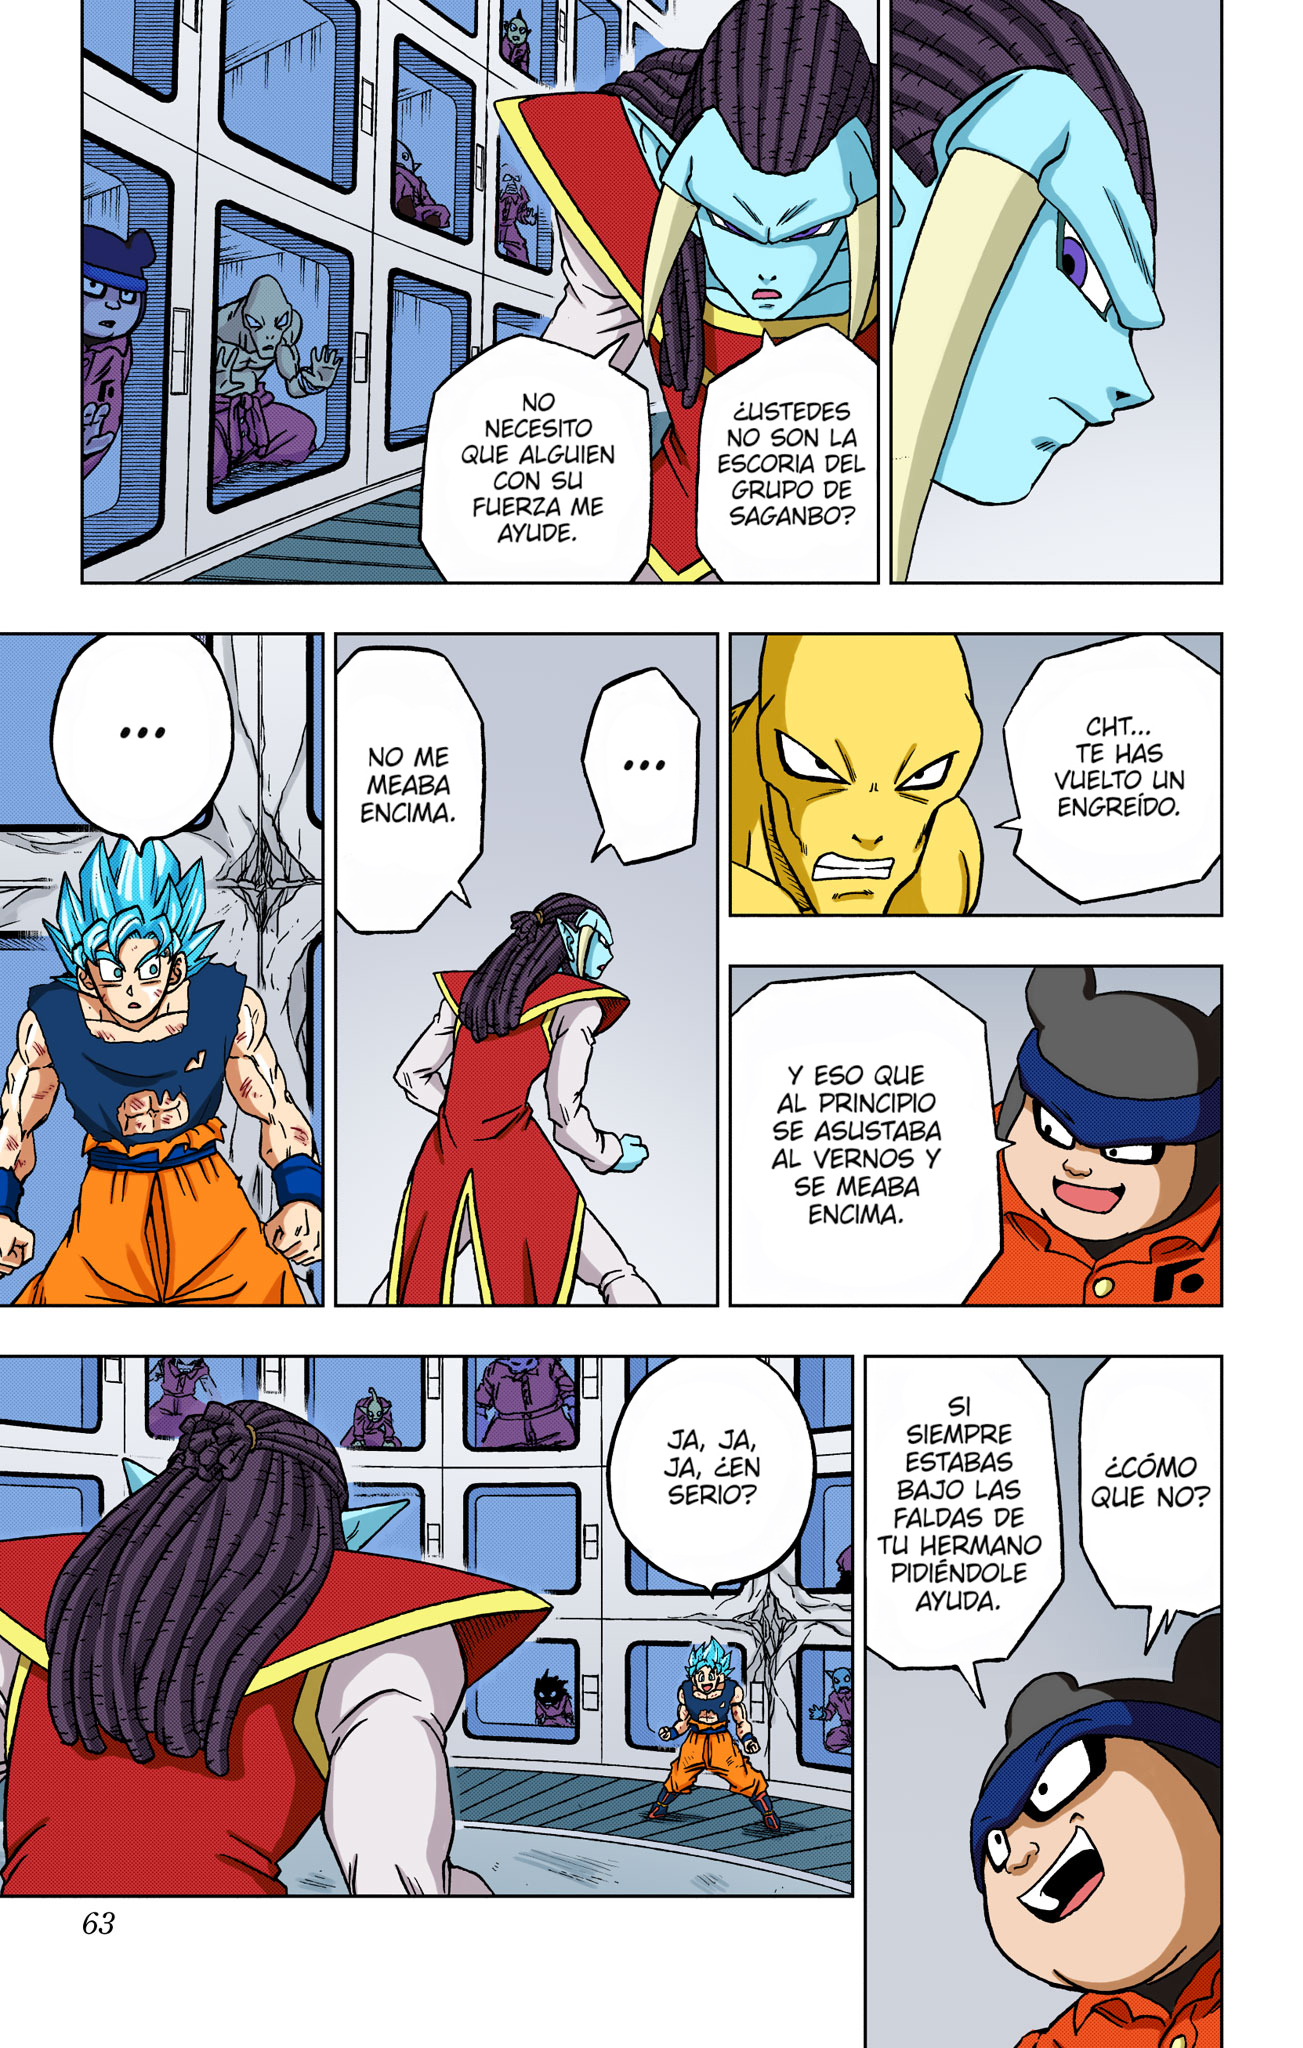 ¿USTEDES
NO SON LA
ESCORIA DEL
GRUPO DE
SAGANBO?
NO
NECESITO
QUE ALGUIEN
CON SU
FUERZA ME
AYUDE.
CHT...
TE HAS
VUELTO UN
ENGREÍDO.
Y ESO QUE
AL PRINCIPIO
SE ASUSTABA
AL VERNOS Y
SE MEABA
ENCIMA.
...
NO ME
MEABA
ENCIMA.
...
¿CÓMO
QUE NO?
SI
SIEMPRE
ESTABAS
BAJO LAS
FALDAS DE
TU HERMANO
PIDIÉNDOLE
AYUDA.
JA, JA,
JA, ¿EN
SERIO?
63